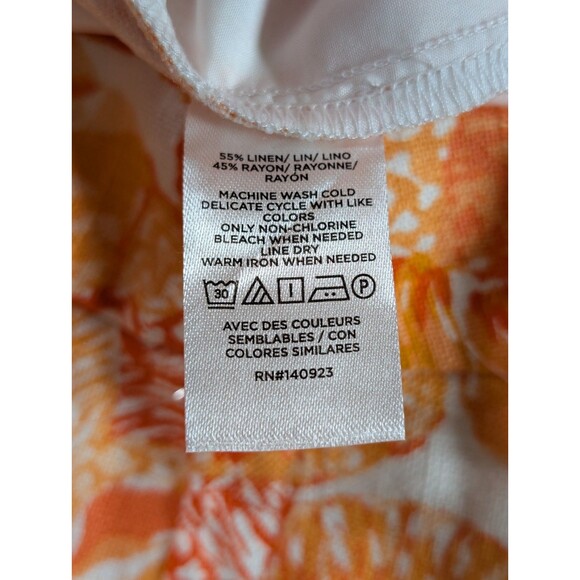 55% LINEN/ LIN/ LINO
45% RAYON/ RAYONNE/
RAYÓN
MACHINE WASH COLD
DELICATE CYCLE WITH LIKE
COLORS
ONLY NON-CHLORINE
BLEACH WHEN NEEDED
LINE DRY
WARM IRON WHEN NEEDED
30 P
AVEC DES COULEURS
SEMBLABLES / CON
COLORES SIMILARES
RN#140923